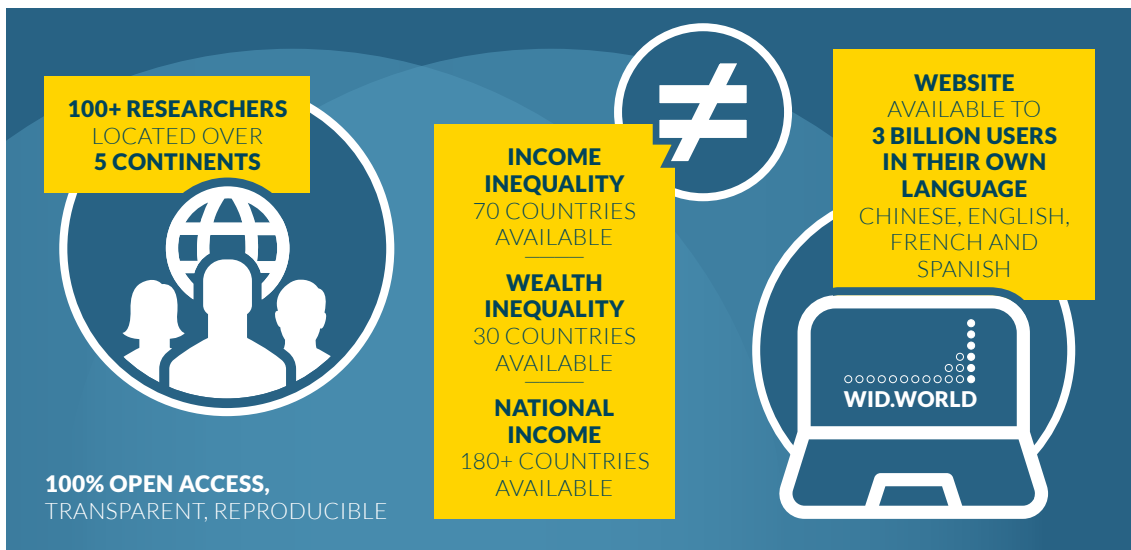 100+ RESEARCHERS
LOCATED OVER
5 CONTINENTS
100% OPEN ACCESS,
TRANSPARENT, REPRODUCIBLE
INCOME
INEQUALITY
70 COUNTRIES
AVAILABLE
WEALTH
INEQUALITY
30 COUNTRIES
AVAILABLE
NATIONAL
INCOME
180+ COUNTRIES
AVAILABLE
≠
WEBSITE
AVAILABLE TO
3 BILLION USERS
IN THEIR OWN
LANGUAGE
CHINESE, ENGLISH,
FRENCH AND
SPANISH
WID.WORLD